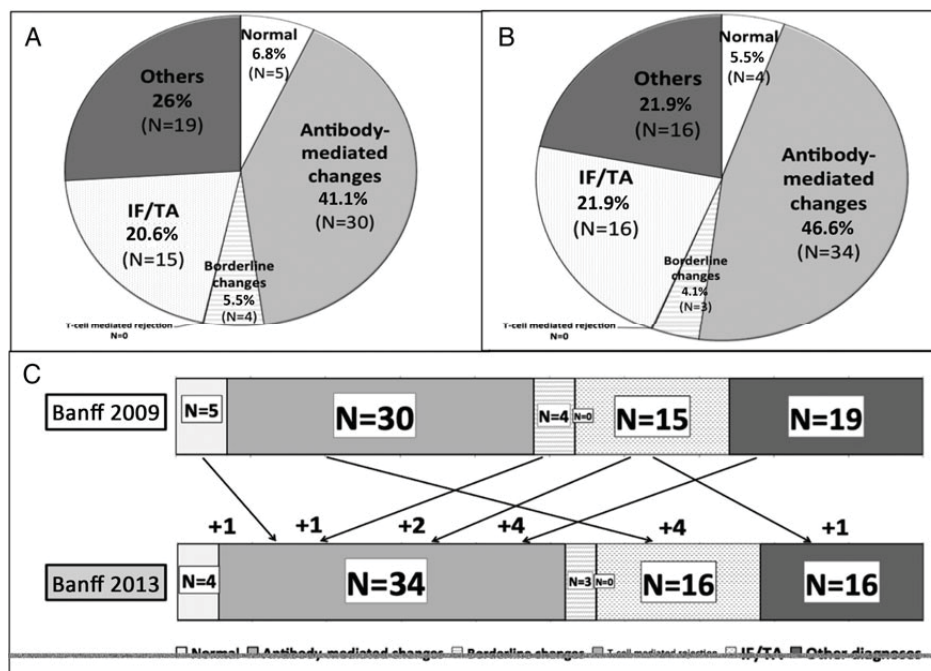 A
Normal
6.8%
(N=5)
Others
26%
(N=19)
Antibody-
mediated
changes
41.1%
(N=30)
IF/TA
20.6%
(N=15)
Borderline
changes
5.5%
(N=4)
T-cell mediated rejection
N=0
B
Normal
5.5%
(N=4)
Others
21.9%
(N=16)
Antibody-
mediated
changes
46.6%
(N=34)
IF/TA
21.9%
(N=16)
Borderline
changes
4.1%
(N=3)
T-cell mediated rejection
N=0
C
Banff 2009 N=5 N=30 N=4 N=0 N=15 N=19
+1 +1 +2 +4 +4 +1
Banff 2013 N=4 N=34 N=3 N=0 N=16 N=16
Normal Antibody-mediated changes Borderline changes T-cell mediated rejection IF/TA Other diagnoses